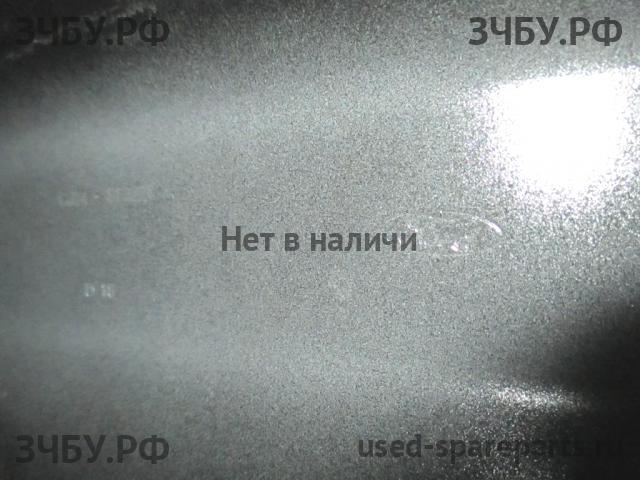 ЗЧБУ.РФ ЗЧБУ.РФ
Нет в наличи
ЗЧБУ.РФ used-spareparts.ru